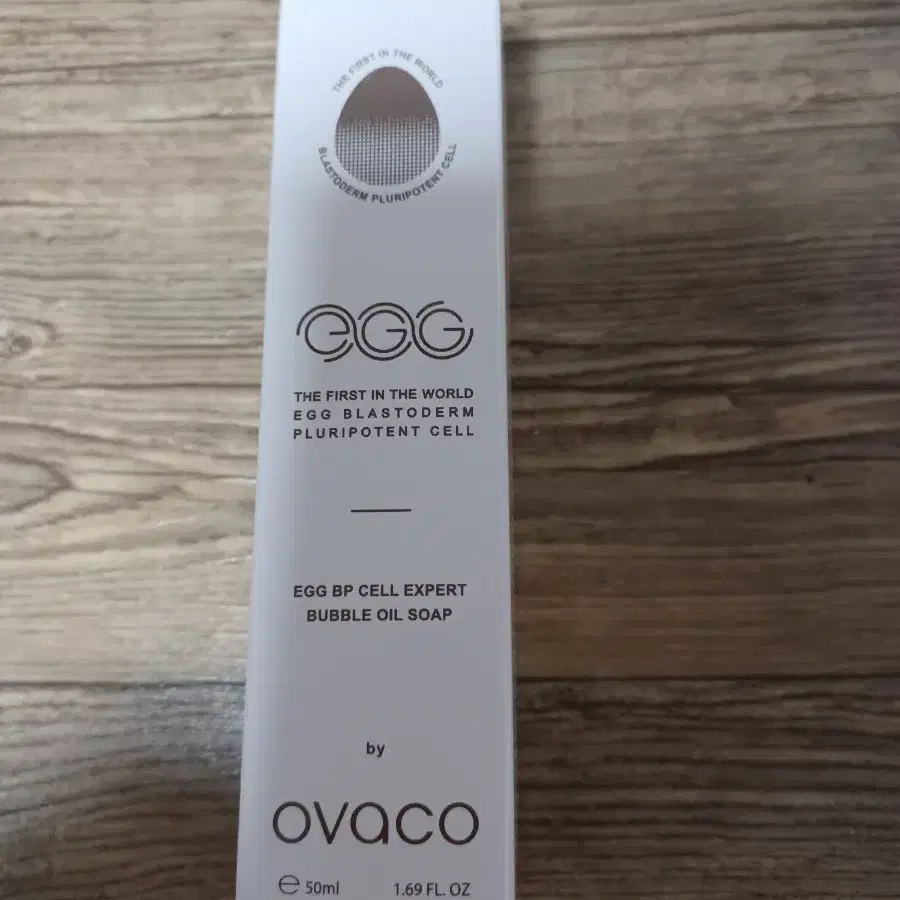 THE FIRST IN THE WORLD
BLASTODERM PLURIPOTENT CELL
egg
THE FIRST IN THE WORLD
EGG BLASTODERM
PLURIPOTENT CELL
EGG BP CELL EXPERT
BUBBLE OIL SOAP
by
ovaco
℮ 50ml 1.69 FL. OZ